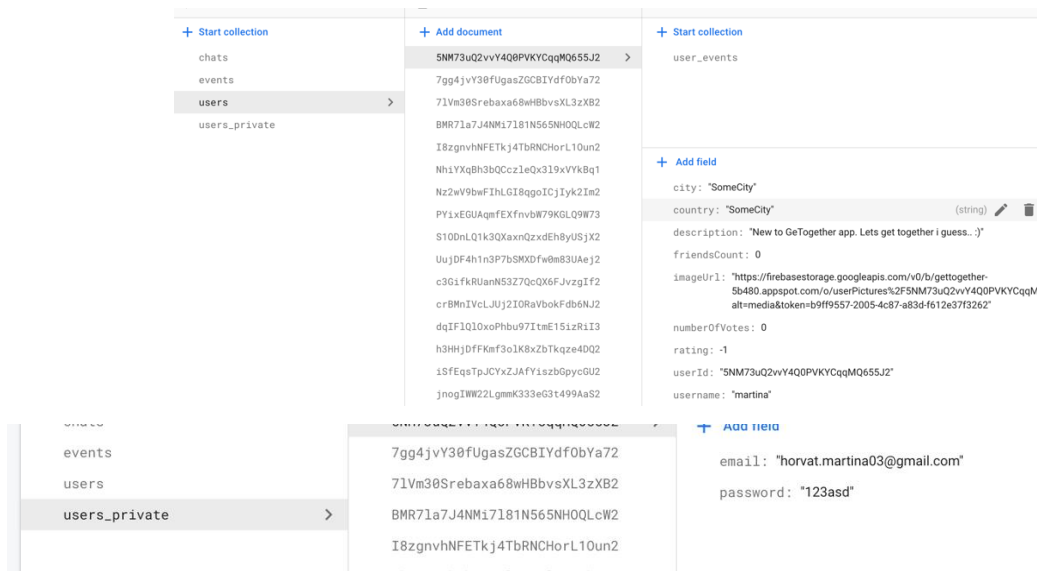 + Start collection
chats
events
users
users_private
+ Add document
5NM73uQ2vvY4Q0PVKYCqqMQ655J2
7gg4jvY30fUgasZGCBIYdfObYa72
71Vm30Srebaxa68wHBbvsXL3zXB2
BMR7la7J4NMi7l81N565NHOQLcW2
I8zgnvhNFETkj4TbRNCHorL1Oun2
NhiYXqBh3bQCczleQx3l9xVYkBq1
Nz2wV9bwFIhLGI8qgoICjIyk2Im2
PYixEGUAqmfEXfnvbW79KGLQ9W73
S1ODnLQ1k3QXaxnQzxdEh8yUSjX2
UujDF4h1n3P7bSMXDfw0m83UAej2
c3GifkRUanN53Z7QcQX6FJvzgIf2
crBMnIVcLJUj2IORaVbokFdb6NJ2
dqIFlQlOxoPhbu97ItmE15izRiI3
h3HHjDfFKmf3olK8xZbTkqze4DQ2
iSfEqsTpJCYxZJAfYiszbGpycGU2
jnogIWW22LgmmK333eG3t499AaS2
+ Start collection
user_events
+ Add field
city: "SomeCity"
country: "SomeCity" (string)
description: "New to GeTogether app. Lets get together i guess.. :)"
friendsCount: 0
imageUrl: "https://firebasestorage.googleapis.com/v0/b/gettogether-
5b480.appspot.com/o/userPictures%2F5NM73uQ2vvY4Q0PVKYCqqM
alt=media&token=b9ff9557-2005-4c87-a83d-f612e37f3262"
numberOfVotes: 0
rating: -1
userId: "5NM73uQ2vvY4Q0PVKYCqqMQ655J2"
username: "martina"
events
users
users_private
7gg4jvY30fUgasZGCBIYdfObYa72
71Vm30Srebaxa68wHBbvsXL3zXB2
BMR7la7J4NMi7l81N565NHOQLcW2
I8zgnvhNFETkj4TbRNCHorL1Oun2
+ Add field
email: "horvat.martina03@gmail.com"
password: "123asd"